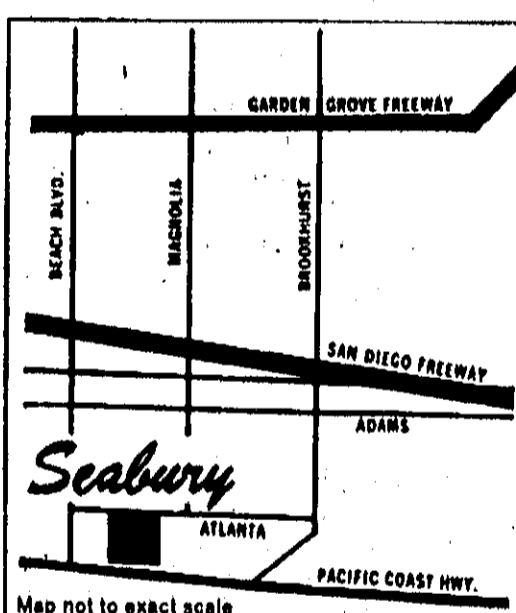 GARDEN GROVE FREEWAY
BEACH BLVD.
MAGNOLIA
BROOKHURST
SAN DIEGO FREEWAY
ADAMS
Seabury
ATLANTA
PACIFIC COAST HWY.
Map not to exact scale